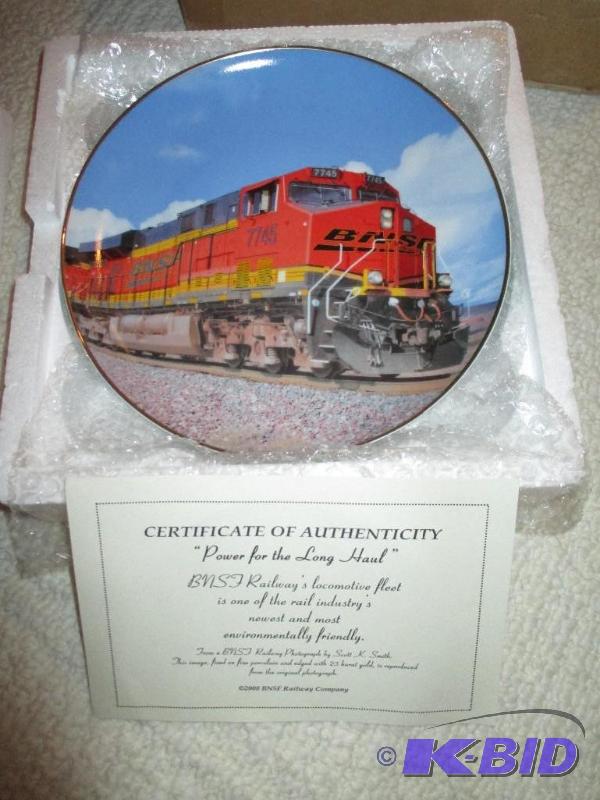 7745
7745
BNSF
7745
BNSF
CERTIFICATE OF AUTHENTICITY
"Power for the Long Haul"
BNSF Railway's locomotive fleet
is one of the rail industry's
newest and most
environmentally friendly.
From a BNSF Railway Photograph by Scott K. Smith.
This image, fired on fine porcelain and edged with 23 karat gold, is reproduced
from the original photograph.
©2005 BNSF Railway Company
© K-BID